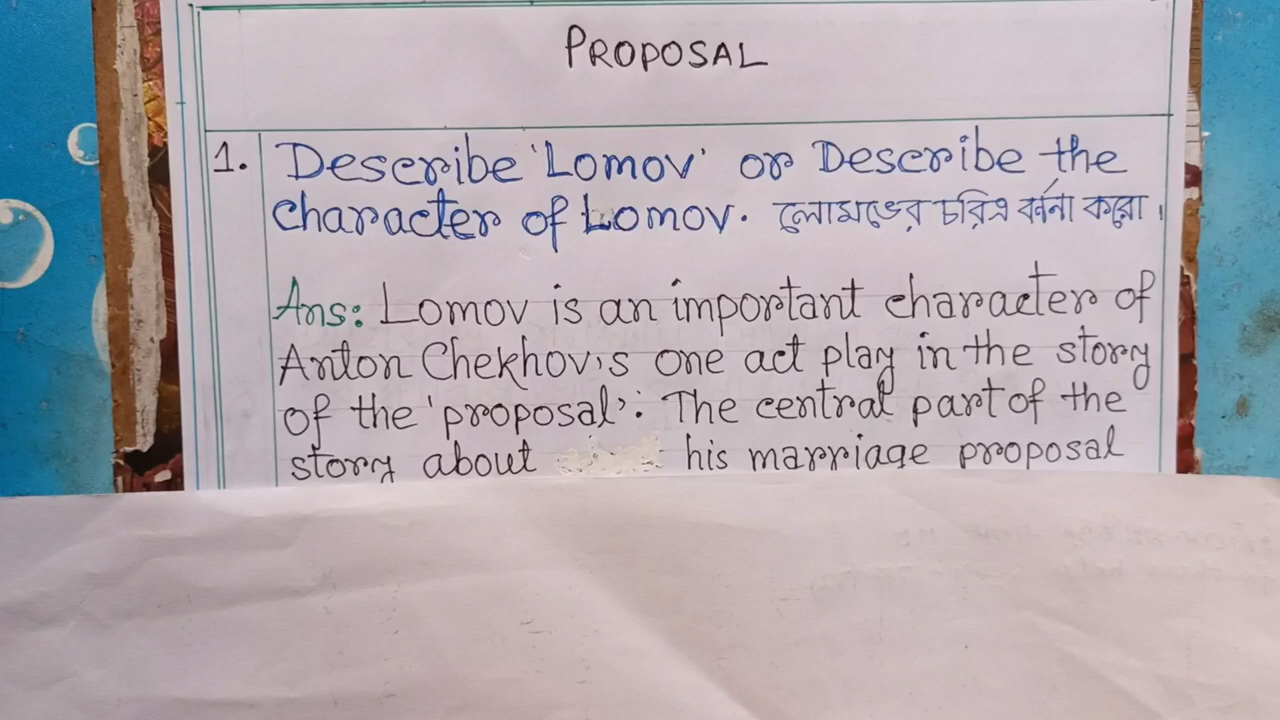 PROPOSAL
1. Describe 'Lomov' or Describe the
character of Lomov. লোমভের চরিত্র বর্ননা করো।
Ans: Lomov is an important character of
Anton Chekhov's one act play in the story
of the 'proposal': The central part of the
story about his marriage proposal